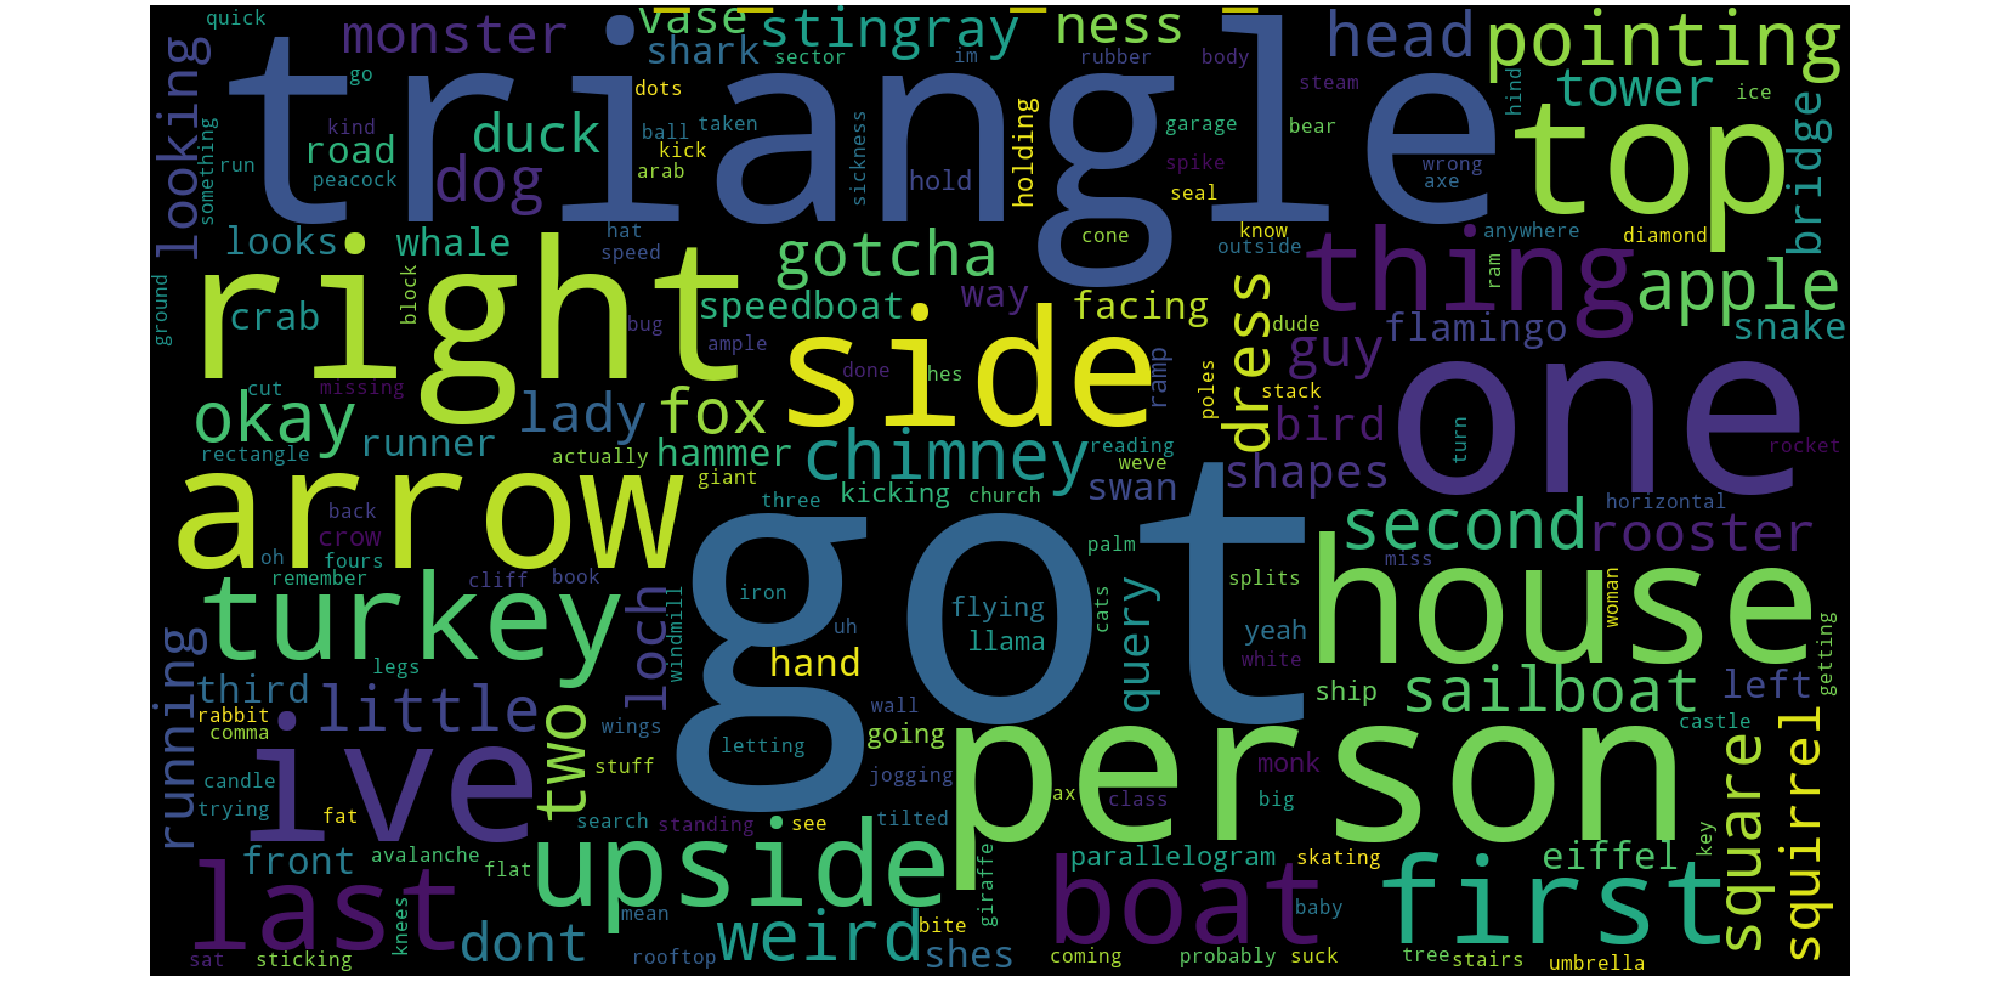 quick
monster
vase
stingray
ness
head
pointing
looking
triangle
shark
sector
im
rubber
body
steam
hind
tower
ice
bridge
go
dots
top
kind
road
duck
ball
taken
kick
holding
garage
bear
something
run
peacock
dog
arab
sickness
hold
spike
seal
wrong
axe
looks
whale
hat
speed
gotcha
cone
know
outside
anywhere
diamond
thing
ram
apple
right
ground
crab
block
bug
speedboat
way
facing
dress
dude
flamingo
snake
ample
side
guy
one
cut
missing
done
hes
ramp
poles
stack
okay
lady
fox
bird
turn
rocket
runner
hammer
chimney
reading
rectangle
actually
weve
shapes
arrow
giant
three
kicking
church
swan
horizontal
back
crow
got
second
rooster
oh
fours
palm
miss
house
remember
cliff
book
turkey
iron
flying
cats
splits
woman
loch
windmill
uh
llama
query
yeah
getting
running
legs
hand
white
third
little
ship
sailboat
left
rabbit
comma
two
wings
wall
going
person
castle
squirrel
ive
letting
square
candle
stuff
jogging
monk
trying
fat
ax
class
big
search
standing
see
tilted
key
front
avalanche
flat
upside
giraffe
parallelogram
skating
eiffel
last
boat
first
knees
mean
bite
baby
dont
weird
shes
sat
sticking
rooftop
coming
probably
suck
tree
stairs
umbrella